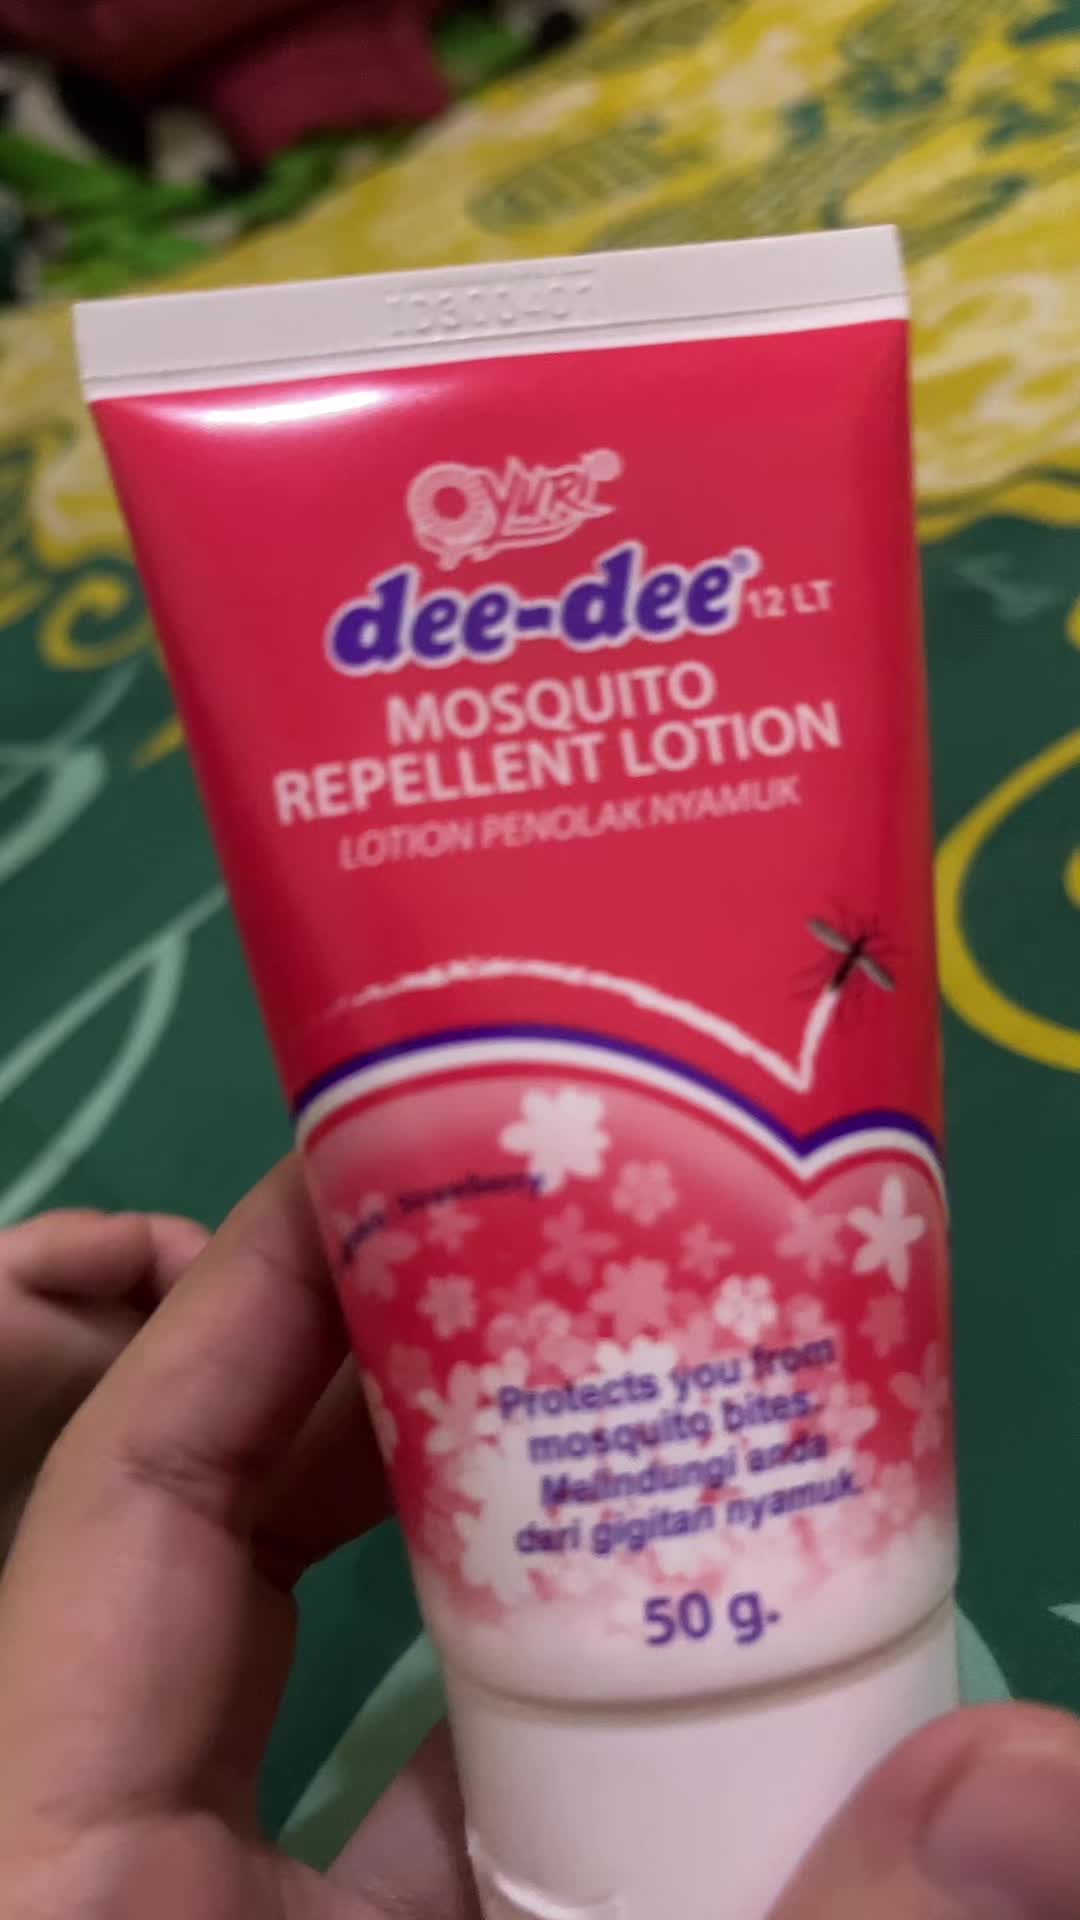 YURI
dee-dee® 12 LT
MOSQUITO
REPELLENT LOTION
LOTION PENOLAK NYAMUK
Strawberry
Protects you from
mosquito bites.
Melindungi anda
dari gigitan nyamuk.
50 g.